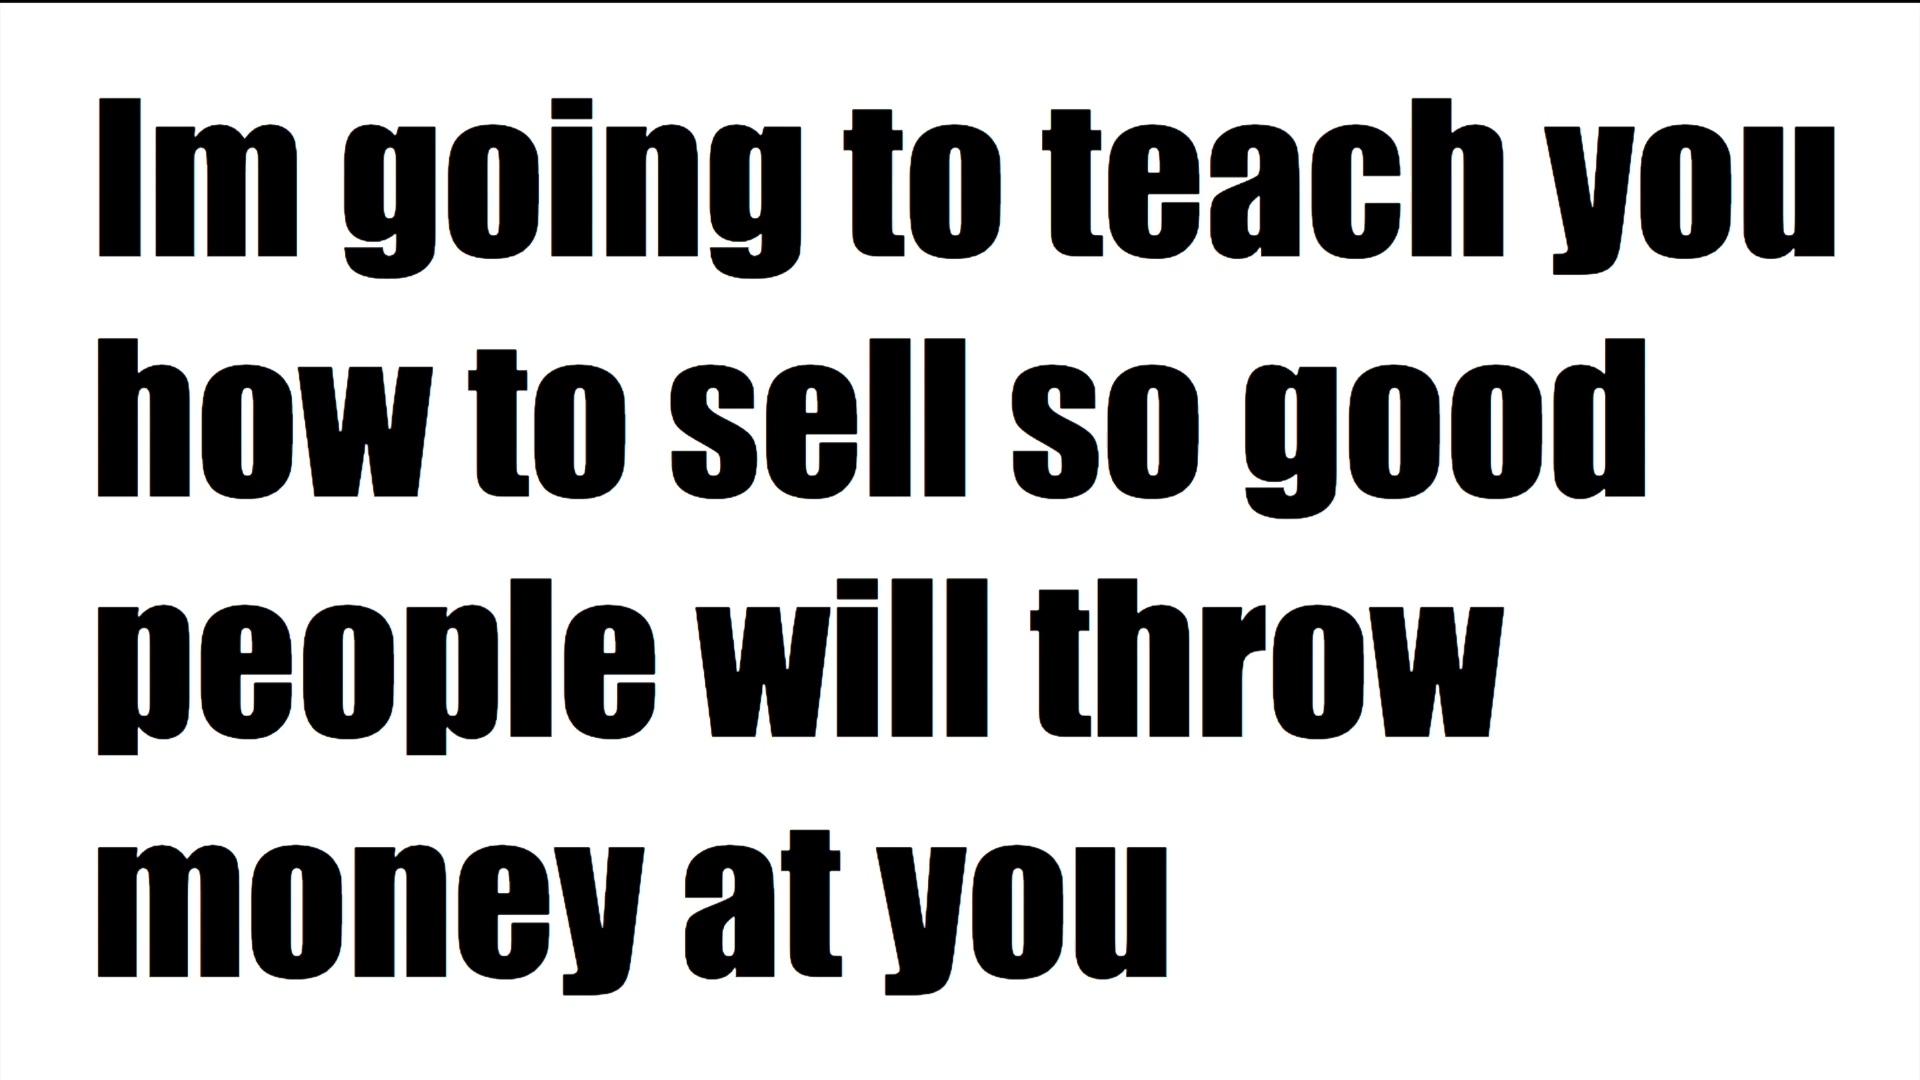 Im going to teach you
how to sell so good
people will throw
money at you